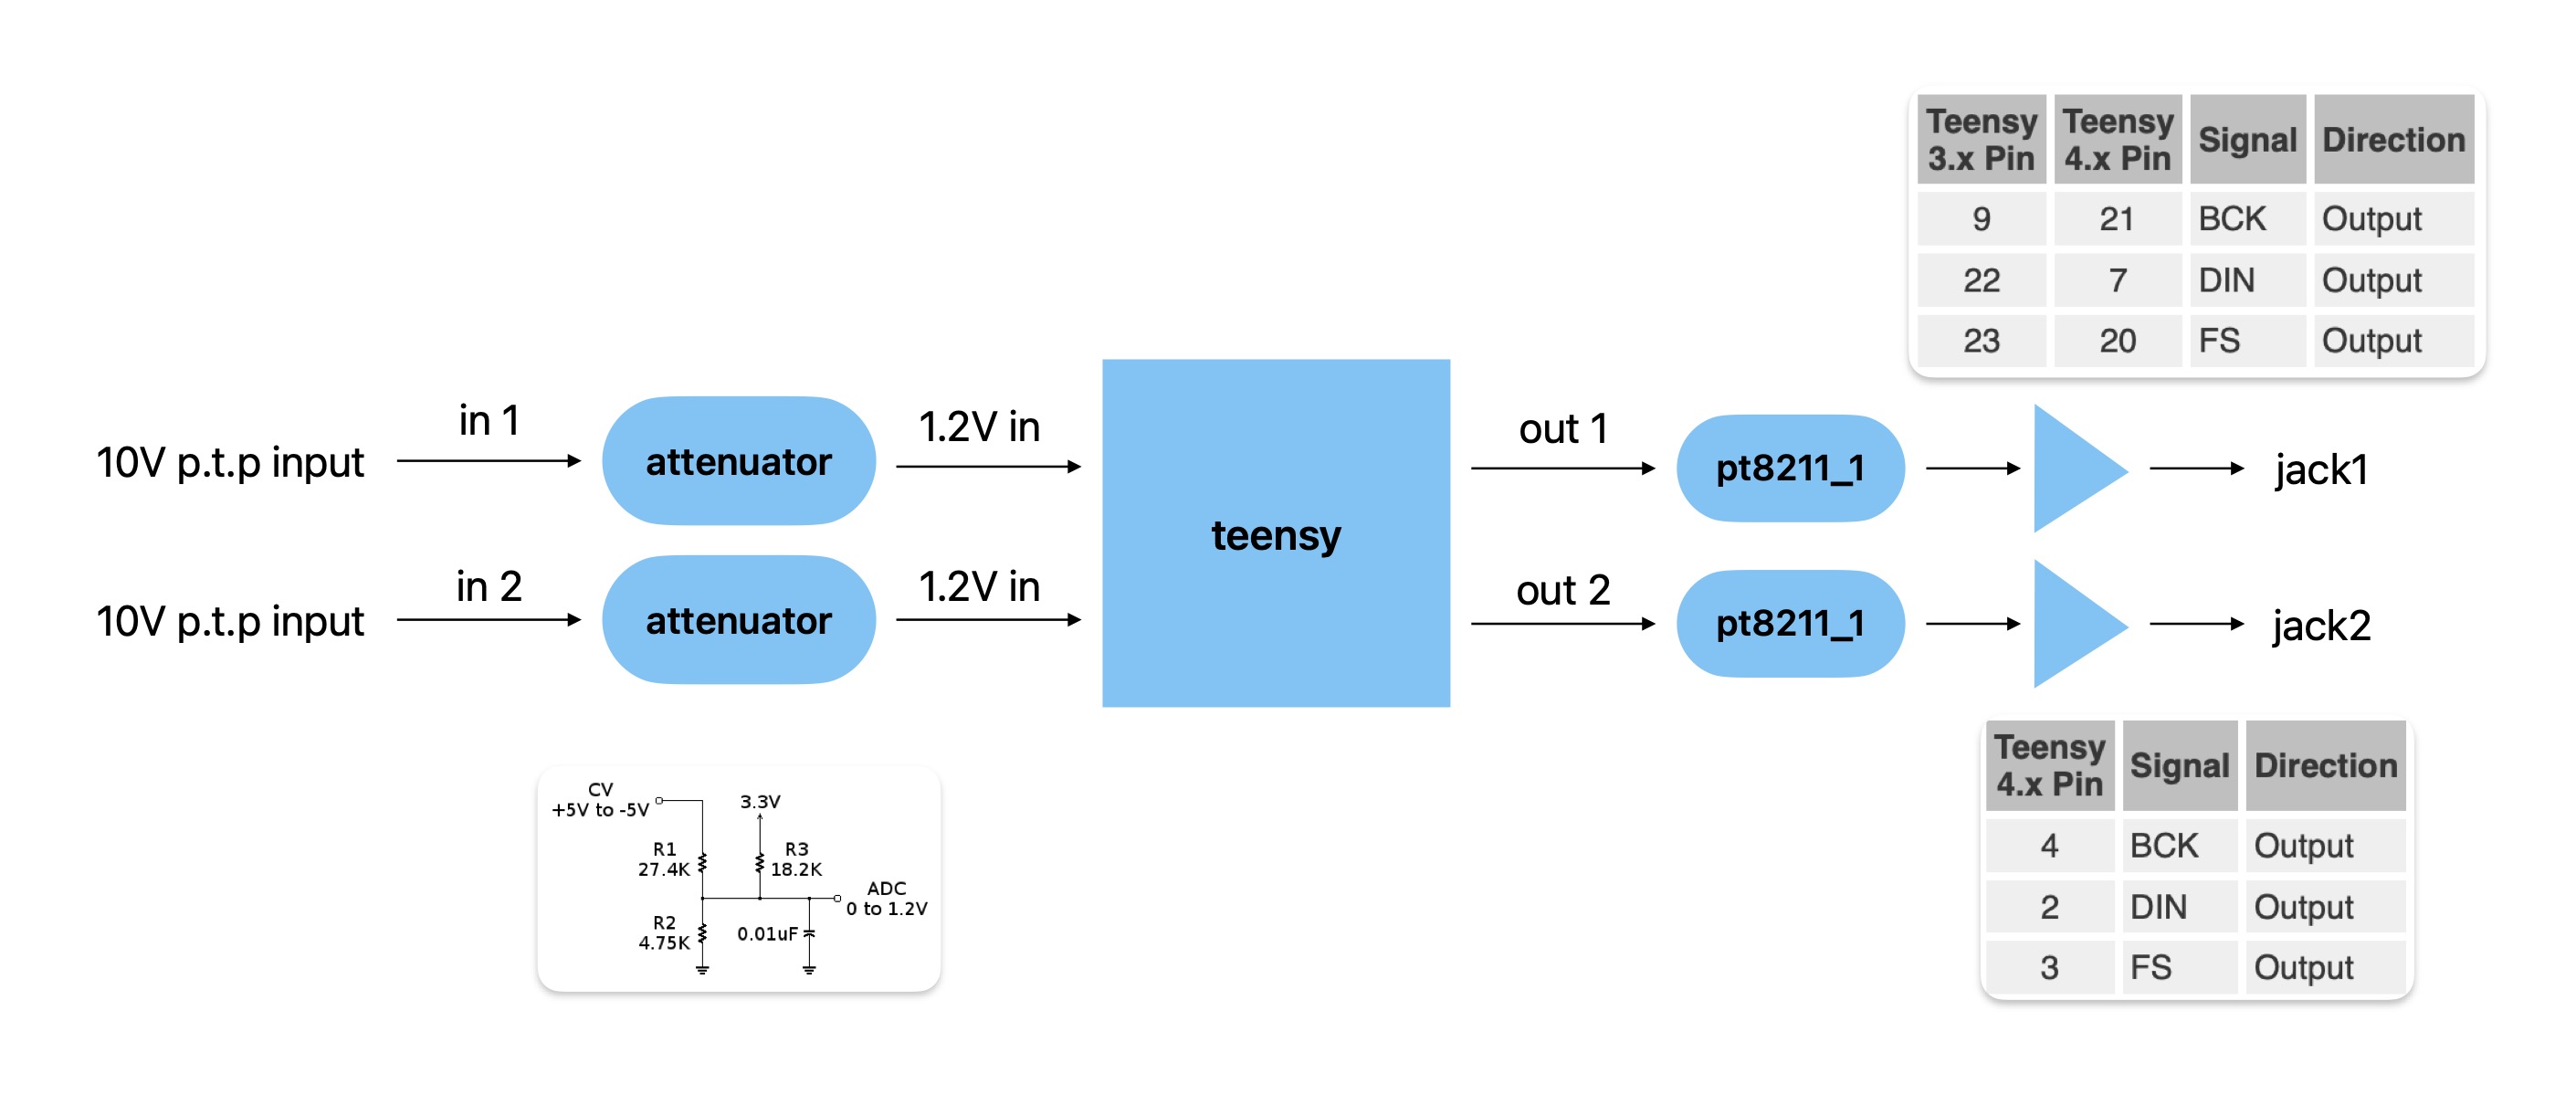 Teensy 3.x Pin Teensy 4.x Pin Signal Direction
9 21 BCK Output
22 7 DIN Output
23 20 FS Output
10V p.t.p input in 1 attenuator 1.2V in
10V p.t.p input in 2 attenuator 1.2V in
teensy
out 1 pt8211_1 jack1
out 2 pt8211_1 jack2
CV
+5V to -5V
3.3V
R1
27.4K
R3
18.2K
ADC
0 to 1.2V
R2
4.75K
0.01uF
Teensy 4.x Pin Signal Direction
4 BCK Output
2 DIN Output
3 FS Output